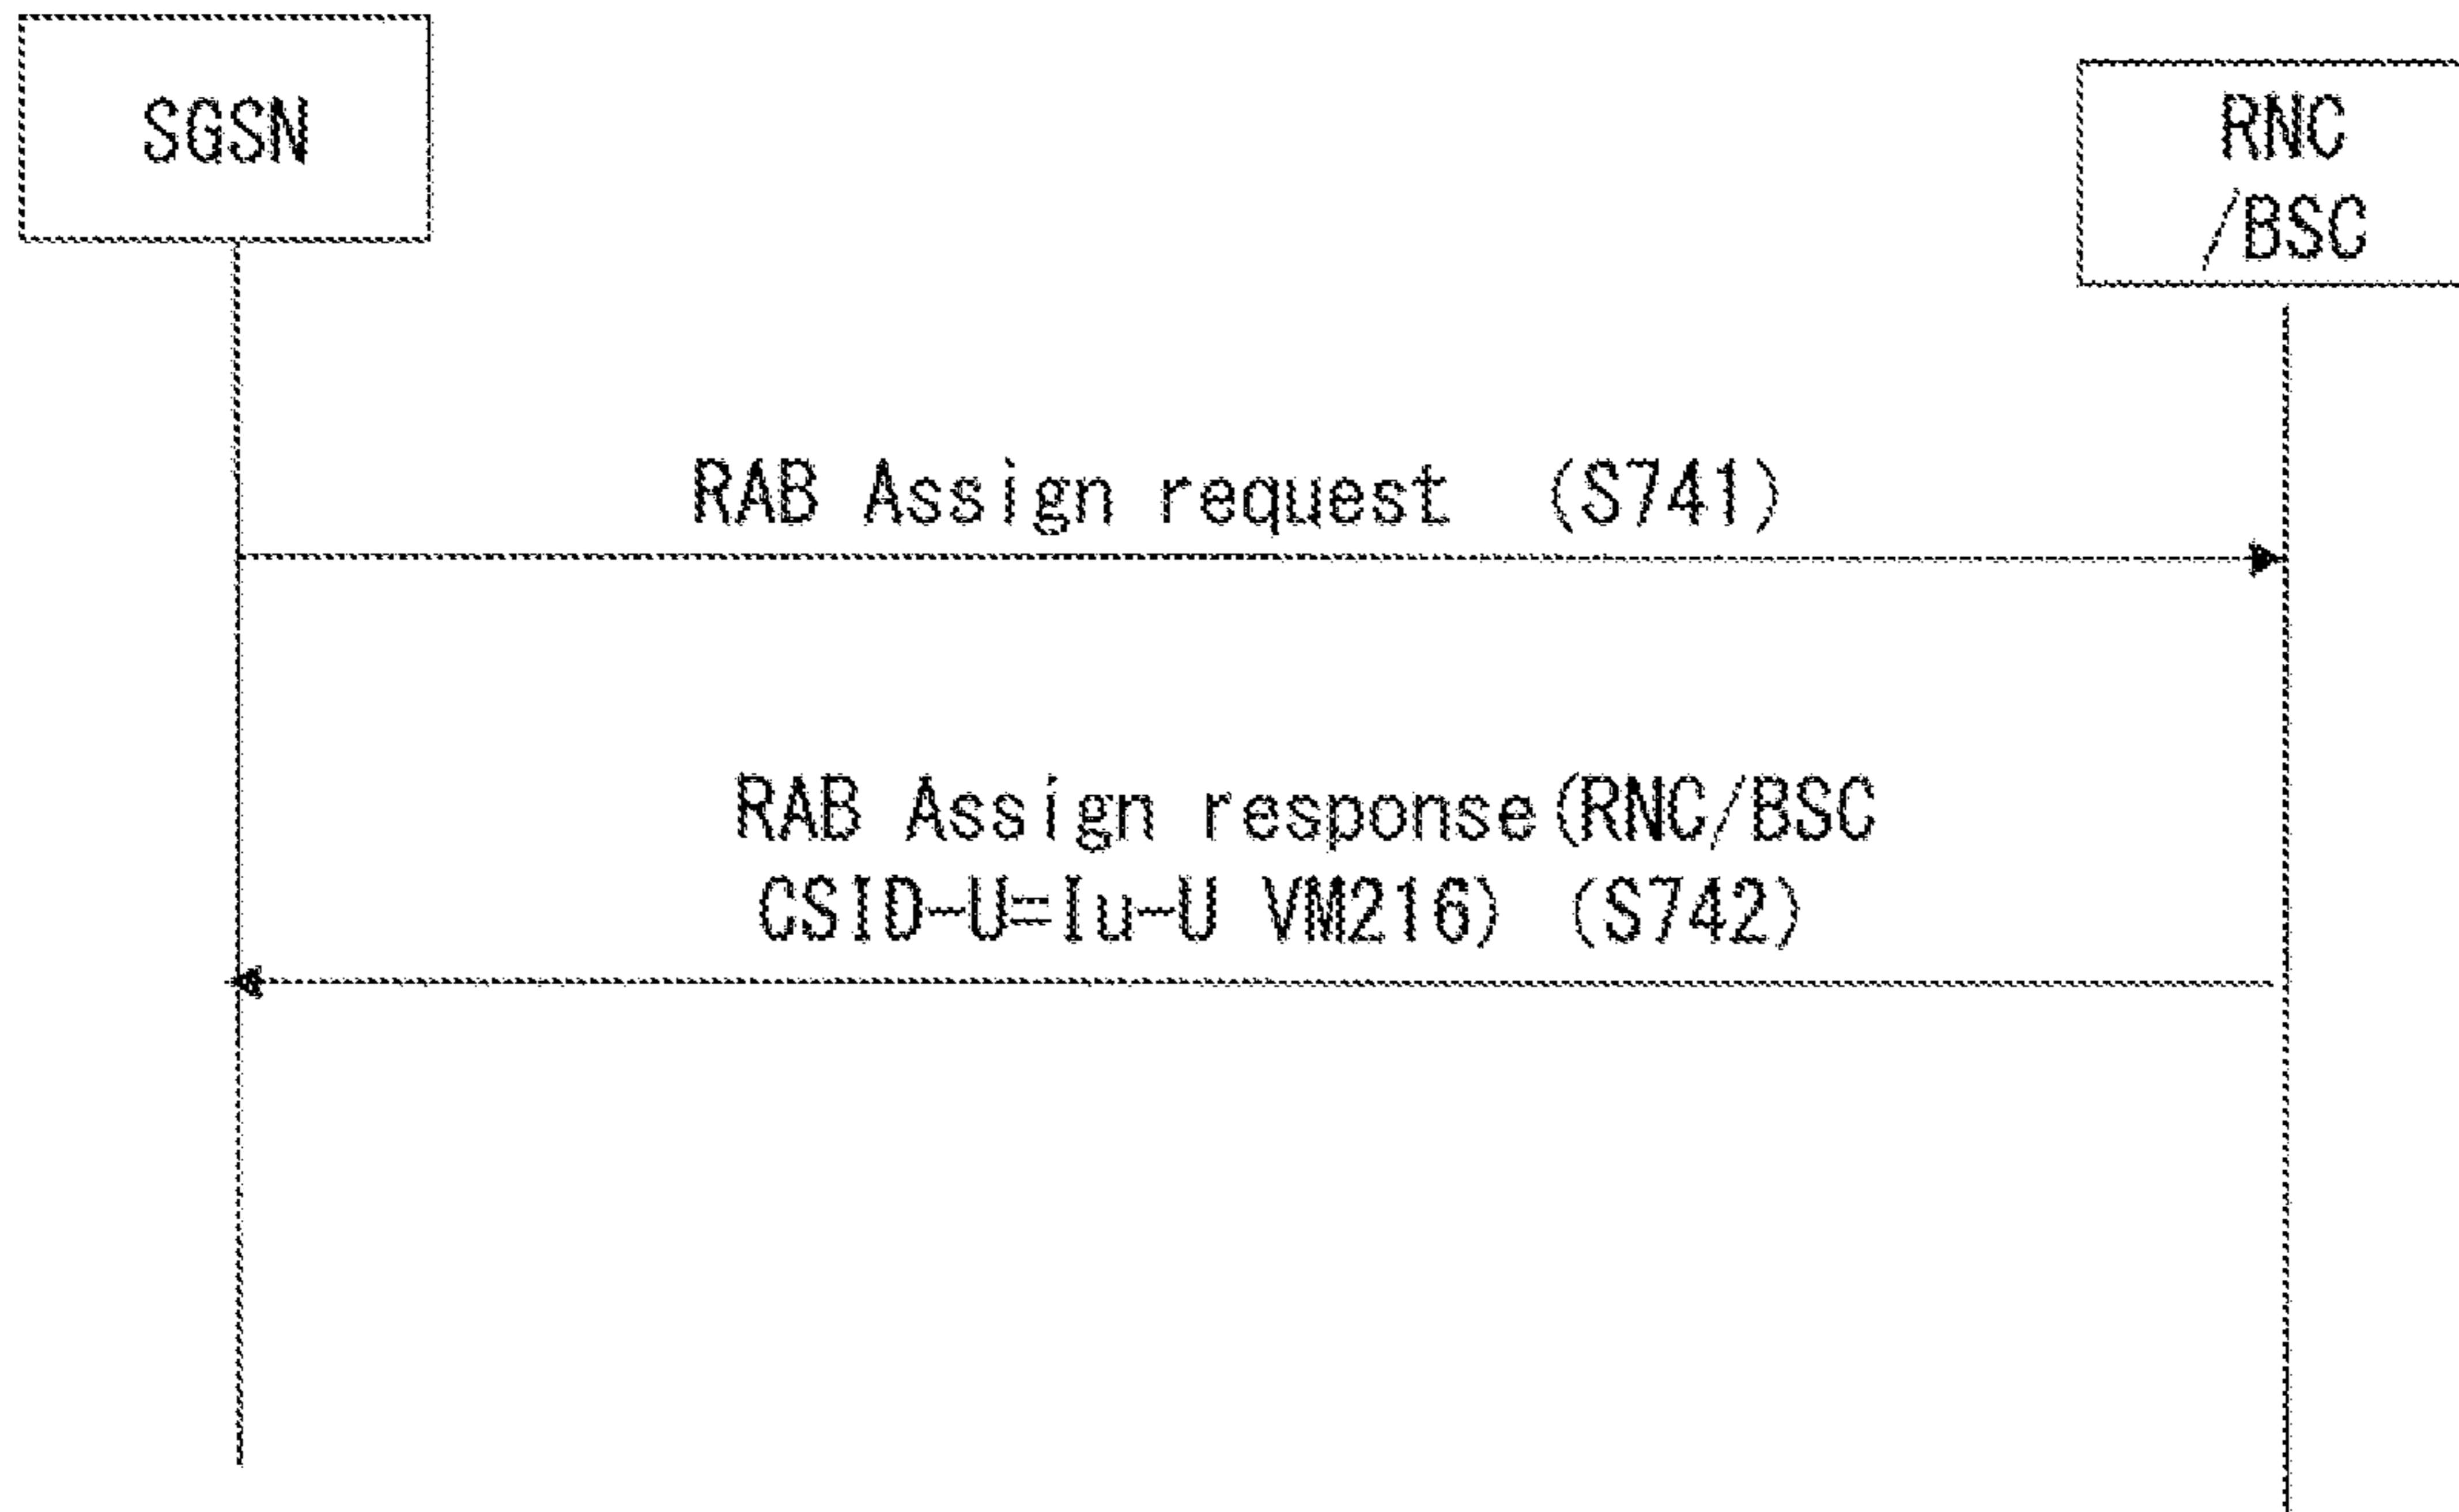 SGSN
RNC
/BSC
RAB Assign request (S741)
RAB Assign response(RNC/BSC
CSID-U=Iu-U VM216) (S742)